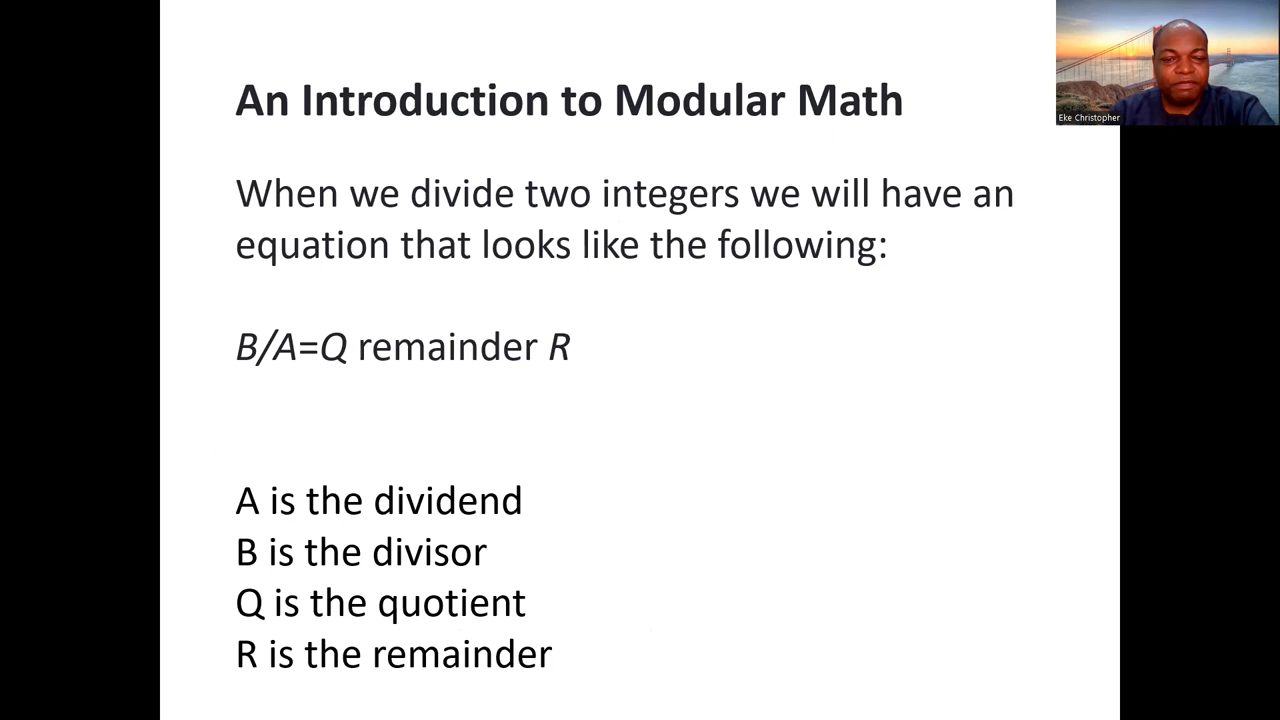 An Introduction to Modular Math
When we divide two integers we will have an
equation that looks like the following:
B/A=Q remainder R
A is the dividend
B is the divisor
Q is the quotient
R is the remainder
Eke Christopher